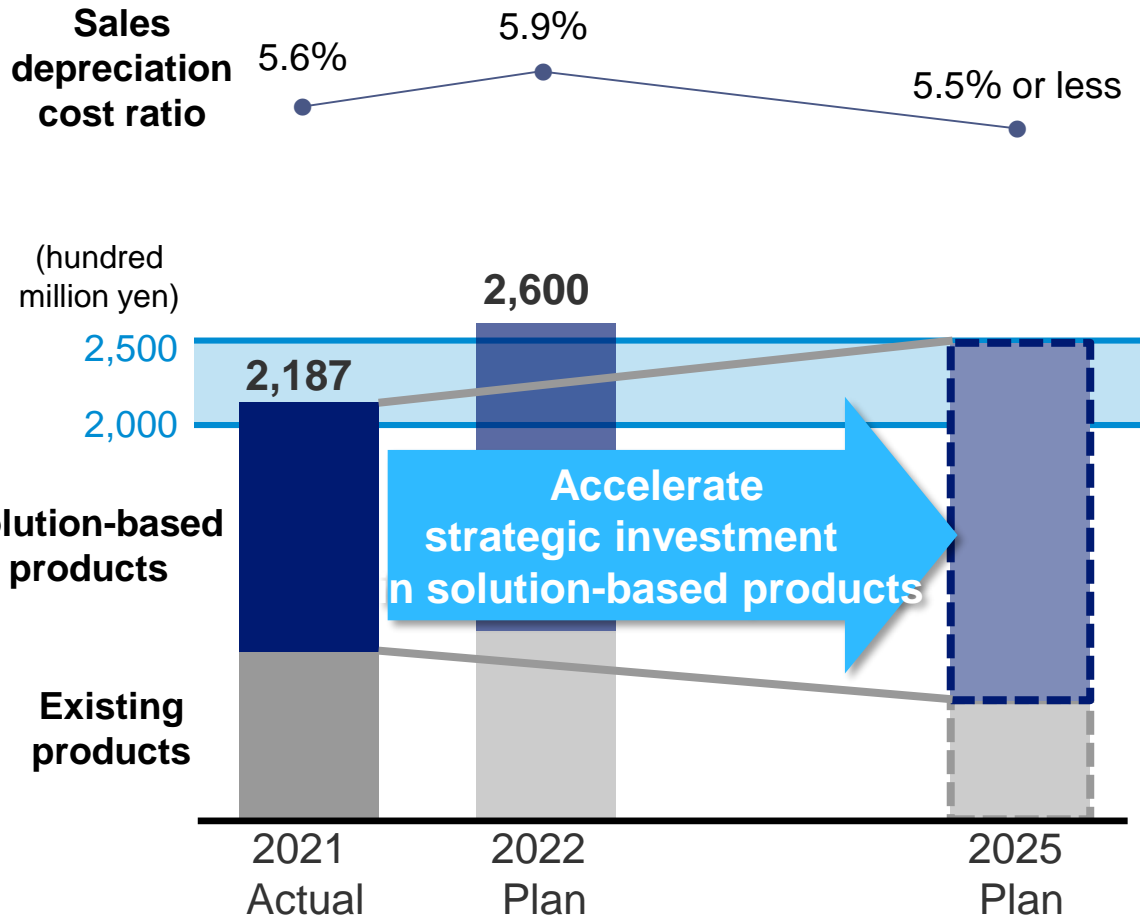 Sales
depreciation
cost ratio
5.6%
5.9%
5.5% or less
(hundred
million yen)
2,600
2,500
2,187
2,000
Accelerate
strategic investment
n solution-based products
olution-based
products
Existing
products
2021
Actual
2022
Plan
2025
Plan